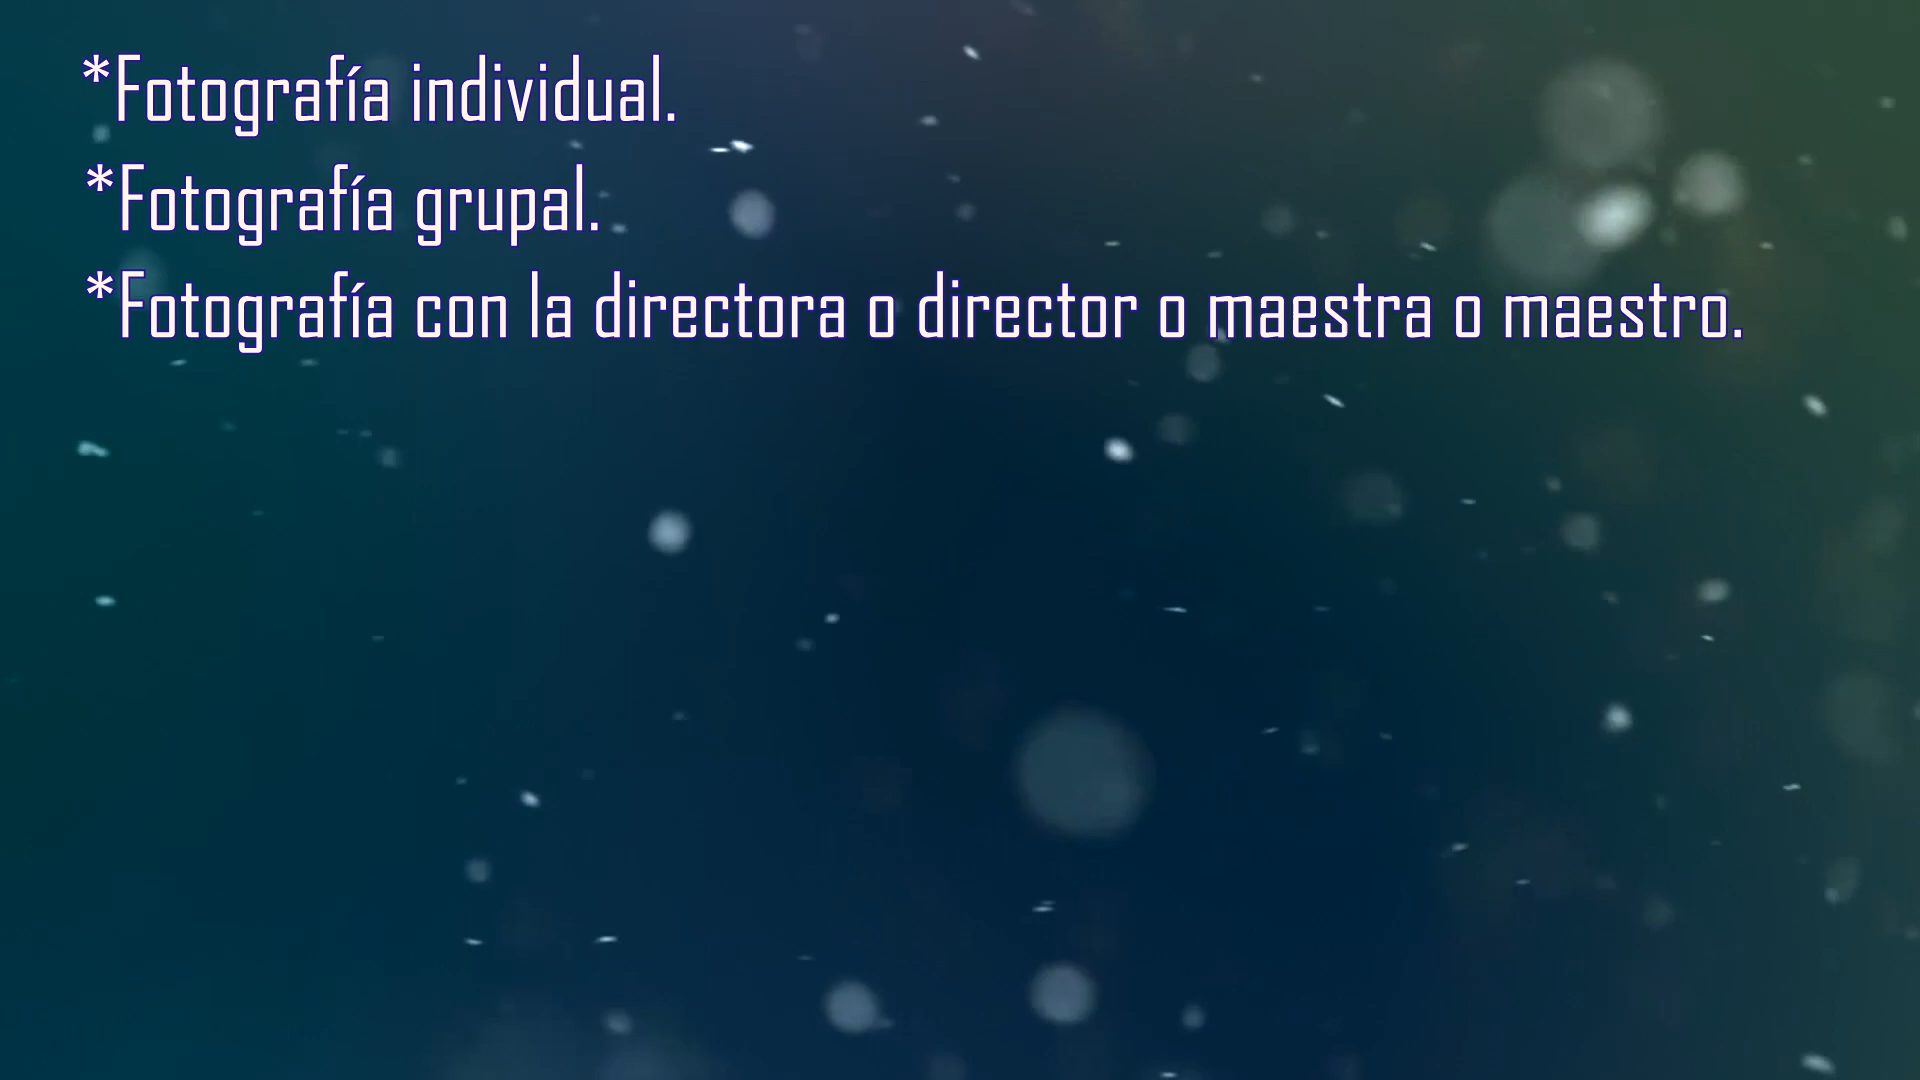 *Fotografía individual.
*Fotografía grupal.
*Fotografía con la directora o director o maestra o maestro.